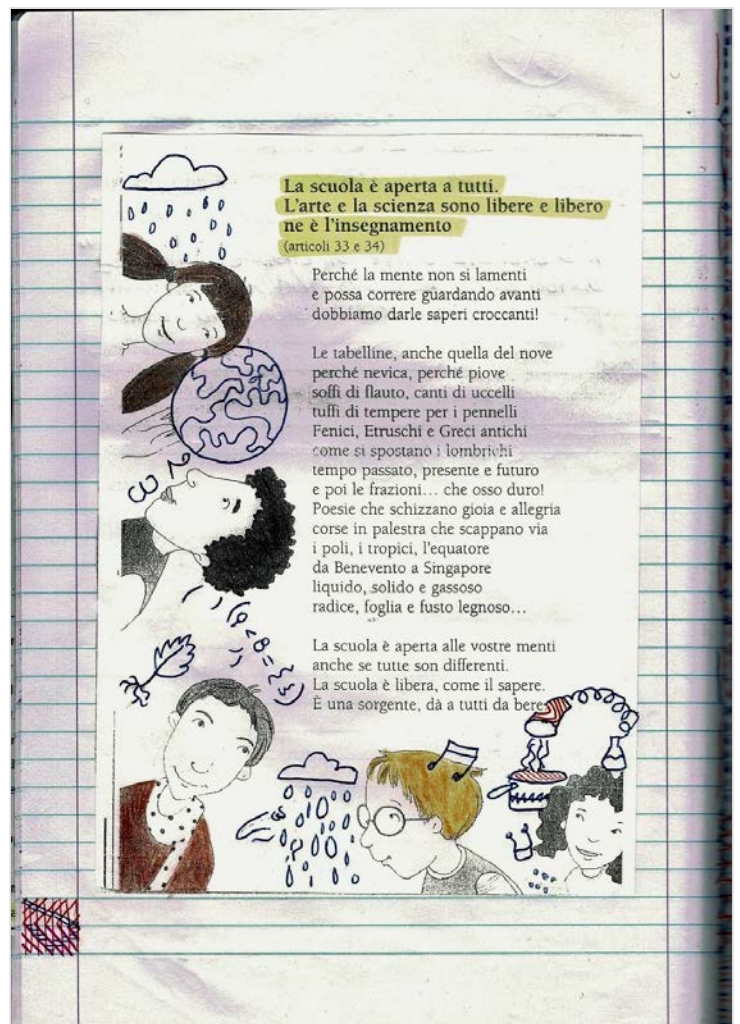 La scuola è aperta a tutti.
L'arte e la scienza sono libere e libero
ne è l'insegnamento
(articoli 33 e 34)
Perché la mente non si lamenti
e possa correre guardando avanti
dobbiamo darle saperi croccanti!
Le tabelline, anche quella del nove
perché nevica, perché piove
soffi di flauto, canti di uccelli
tuffi di tempere per i pennelli
Fenici, Etruschi e Greci antichi
come si spostano i lombrichi
tempo passato, presente e futuro
e poi le frazioni... che osso duro!
Poesie che schizzano gioia e allegria
corse in palestra che scappano via
i poli, i tropici, l'equatore
da Benevento a Singapore
liquido, solido e gassoso
radice, foglia e fusto legnoso...
La scuola è aperta alle vostre menti
anche se tutte son differenti.
La scuola è libera, come il sapere.
È una sorgente, dà a tutti da bere
2
3